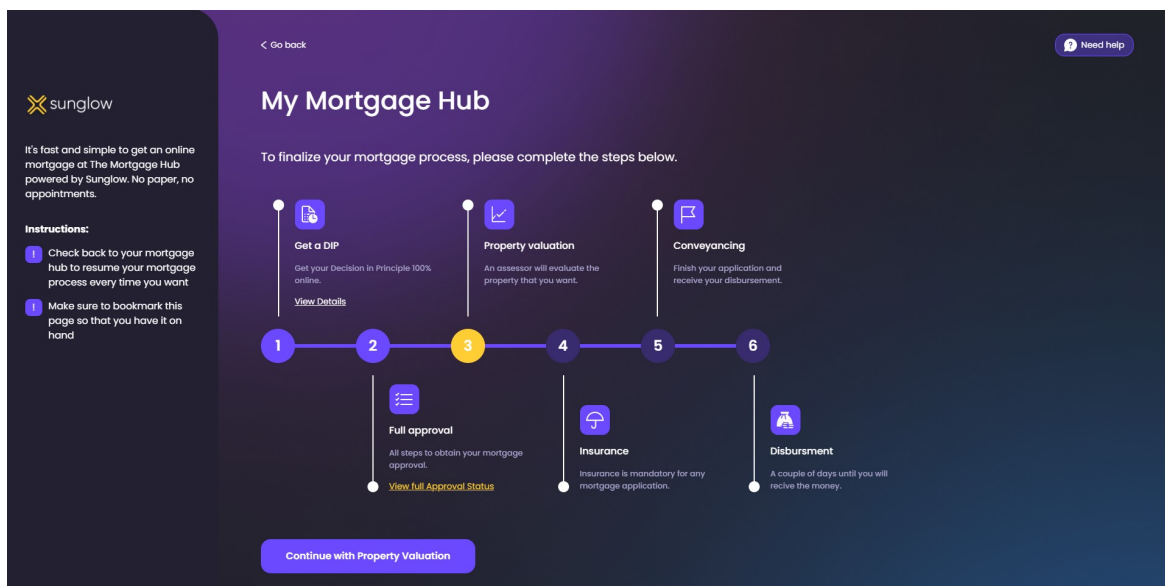 Go back
Need help
sunglow
It's fast and simple to get an online
mortgage at The Mortgage Hub
powered by Sunglow. No paper, no
appointments.
Instructions:
! Check back to your mortgage
hub to resume your mortgage
process every time you want
! Make sure to bookmark this
page so that you have it on
hand
My Mortgage Hub
To finalize your mortgage process, please complete the steps below.
Get a DIP
Get your Decision in Principle 100%
online.
View Details
Property valuation
An assessor will evaluate the
property that you want.
Conveyancing
Finish your application and
receive your disbursement.
1 2 3 4 5 6
Full approval
All steps to obtain your mortgage
approval.
View full Approval Status
Insurance
Insurance is mandatory for any
mortgage application.
Disbursment
A couple of days until you will
recive the money.
Continue with Property Valuation